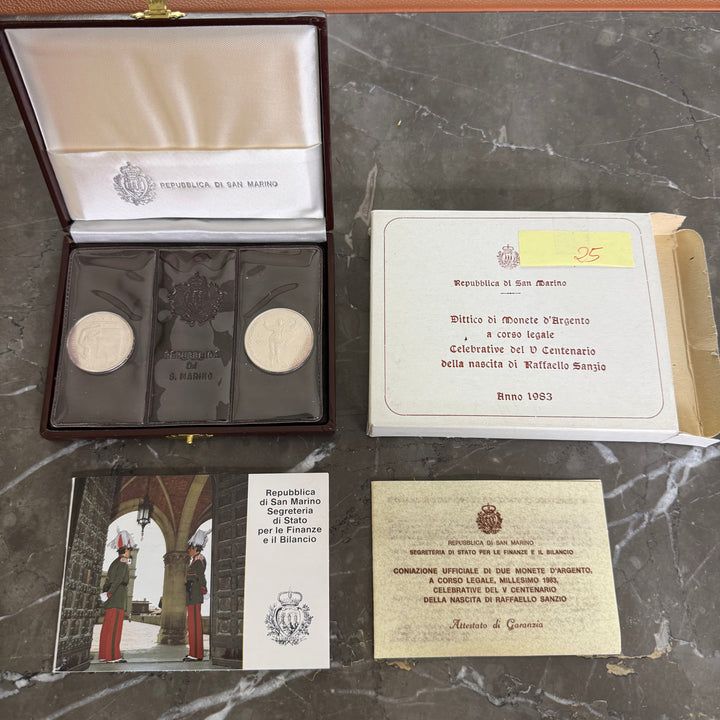 REPUBBLICA DI SAN MARINO
REPUBBLICA
DI
S. MARINO
25
Repubblica di San Marino
Dittico di Monete d'Argento
a corso legale
Celebrative del V Centenario
della nascita di Raffaello Sanzio
Anno 1983
Repubblica
di San Marino
Segreteria
di Stato
per le Finanze
e il Bilancio
REPUBBLICA DI SAN MARINO
SEGRETERIA DI STATO PER LE FINANZE E IL BILANCIO
CONIAZIONE UFFICIALE DI DUE MONETE D'ARGENTO,
A CORSO LEGALE, MILLESIMO 1983,
CELEBRATIVE DEL V CENTENARIO
DELLA NASCITA DI RAFFAELLO SANZIO
Attestato di Garanzia